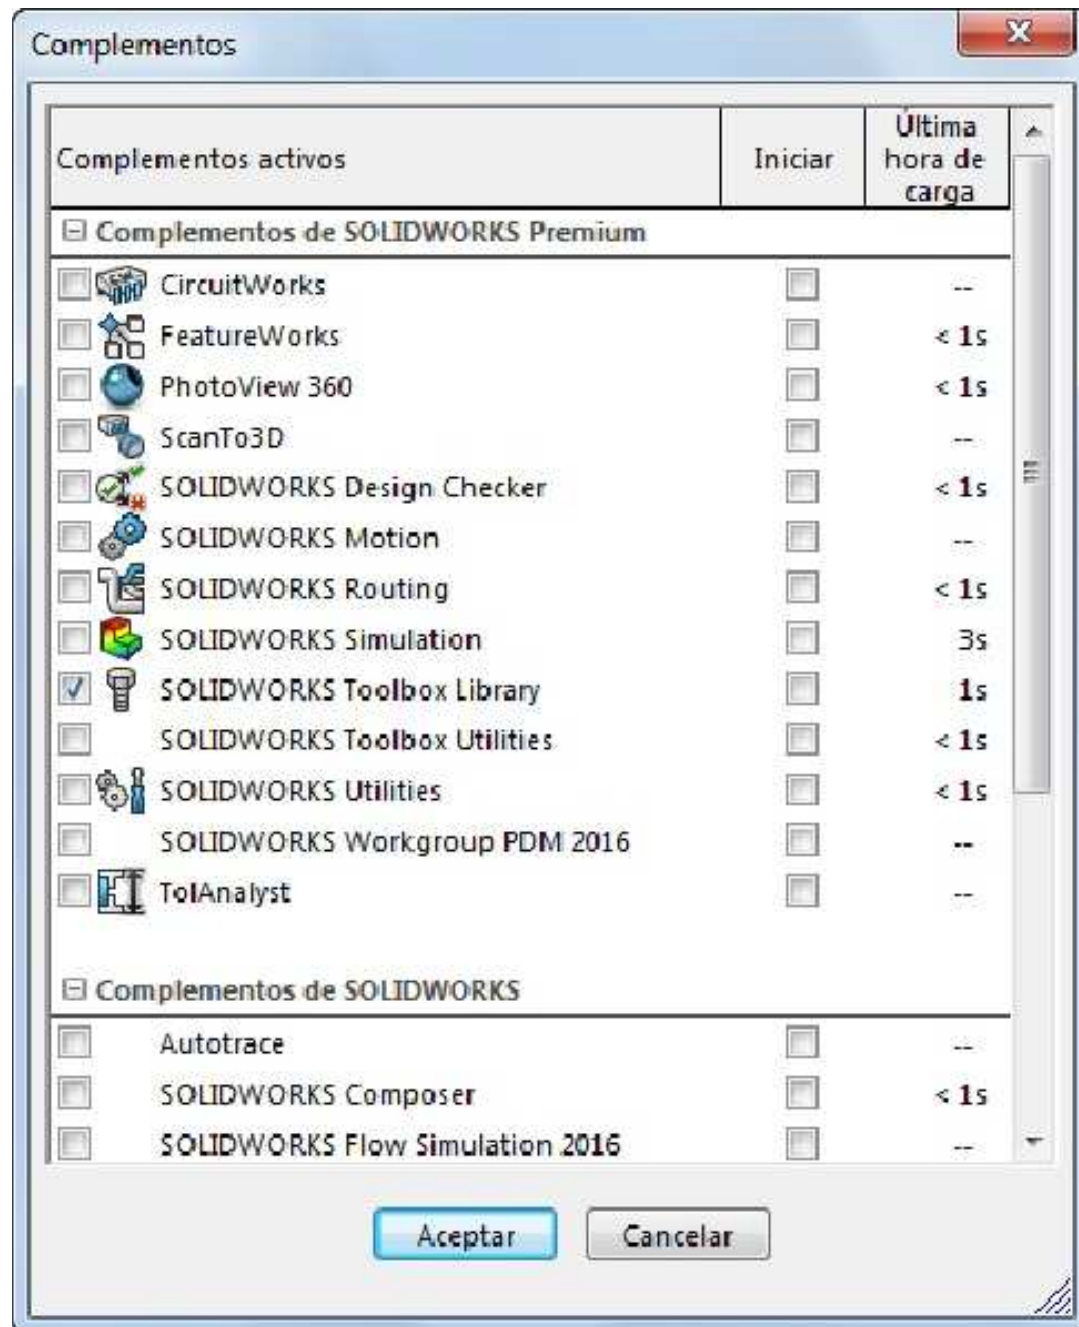 Complementos
Complementos activos Iniciar Última hora de carga
Complementos de SOLIDWORKS Premium
CircuitWorks --
FeatureWorks < 1s
PhotoView 360 < 1s
ScanTo3D --
SOLIDWORKS Design Checker < 1s
SOLIDWORKS Motion --
SOLIDWORKS Routing < 1s
SOLIDWORKS Simulation 3s
SOLIDWORKS Toolbox Library 1s
SOLIDWORKS Toolbox Utilities < 1s
SOLIDWORKS Utilities < 1s
SOLIDWORKS Workgroup PDM 2016 --
TolAnalyst --
Complementos de SOLIDWORKS
Autotrace --
SOLIDWORKS Composer < 1s
SOLIDWORKS Flow Simulation 2016 --
Aceptar Cancelar